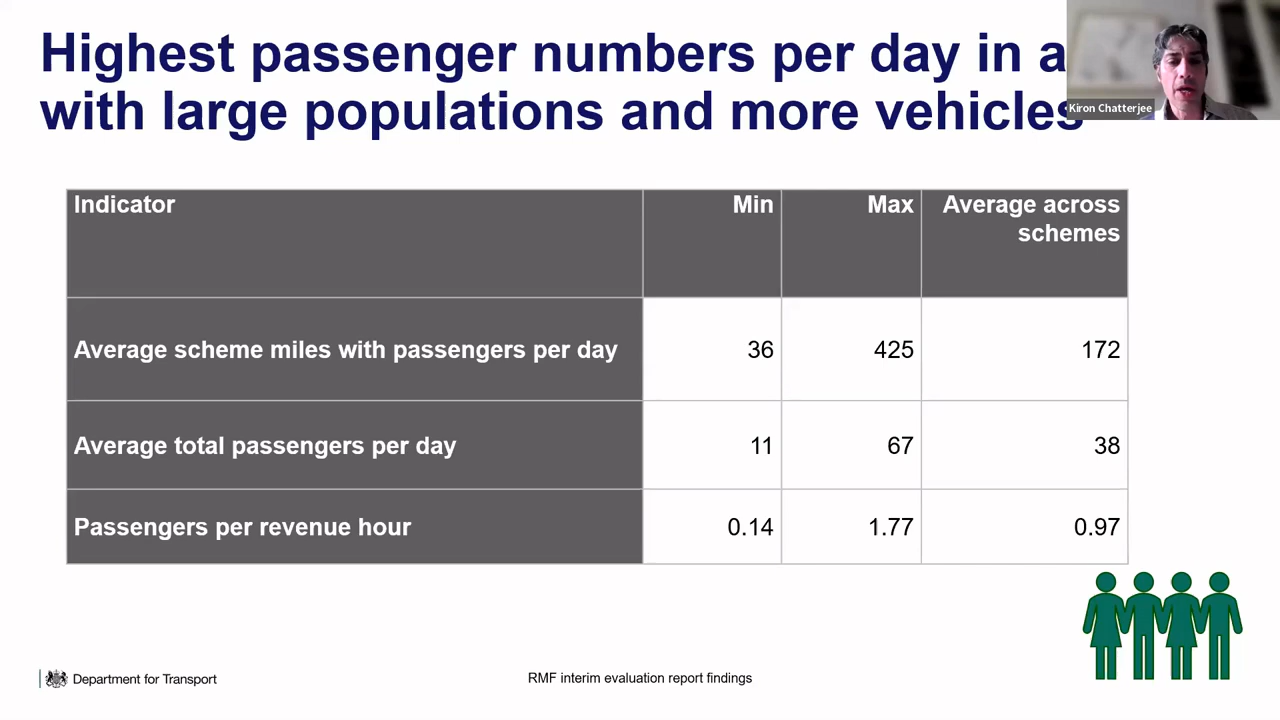 Highest passenger numbers per day in a
with large populations and more vehicles
Kiron Chatterjee
Indicator Min Max Average across
schemes
Average scheme miles with passengers per day 36 425 172
Average total passengers per day 11 67 38
Passengers per revenue hour 0.14 1.77 0.97
Department for Transport
RMF interim evaluation report findings